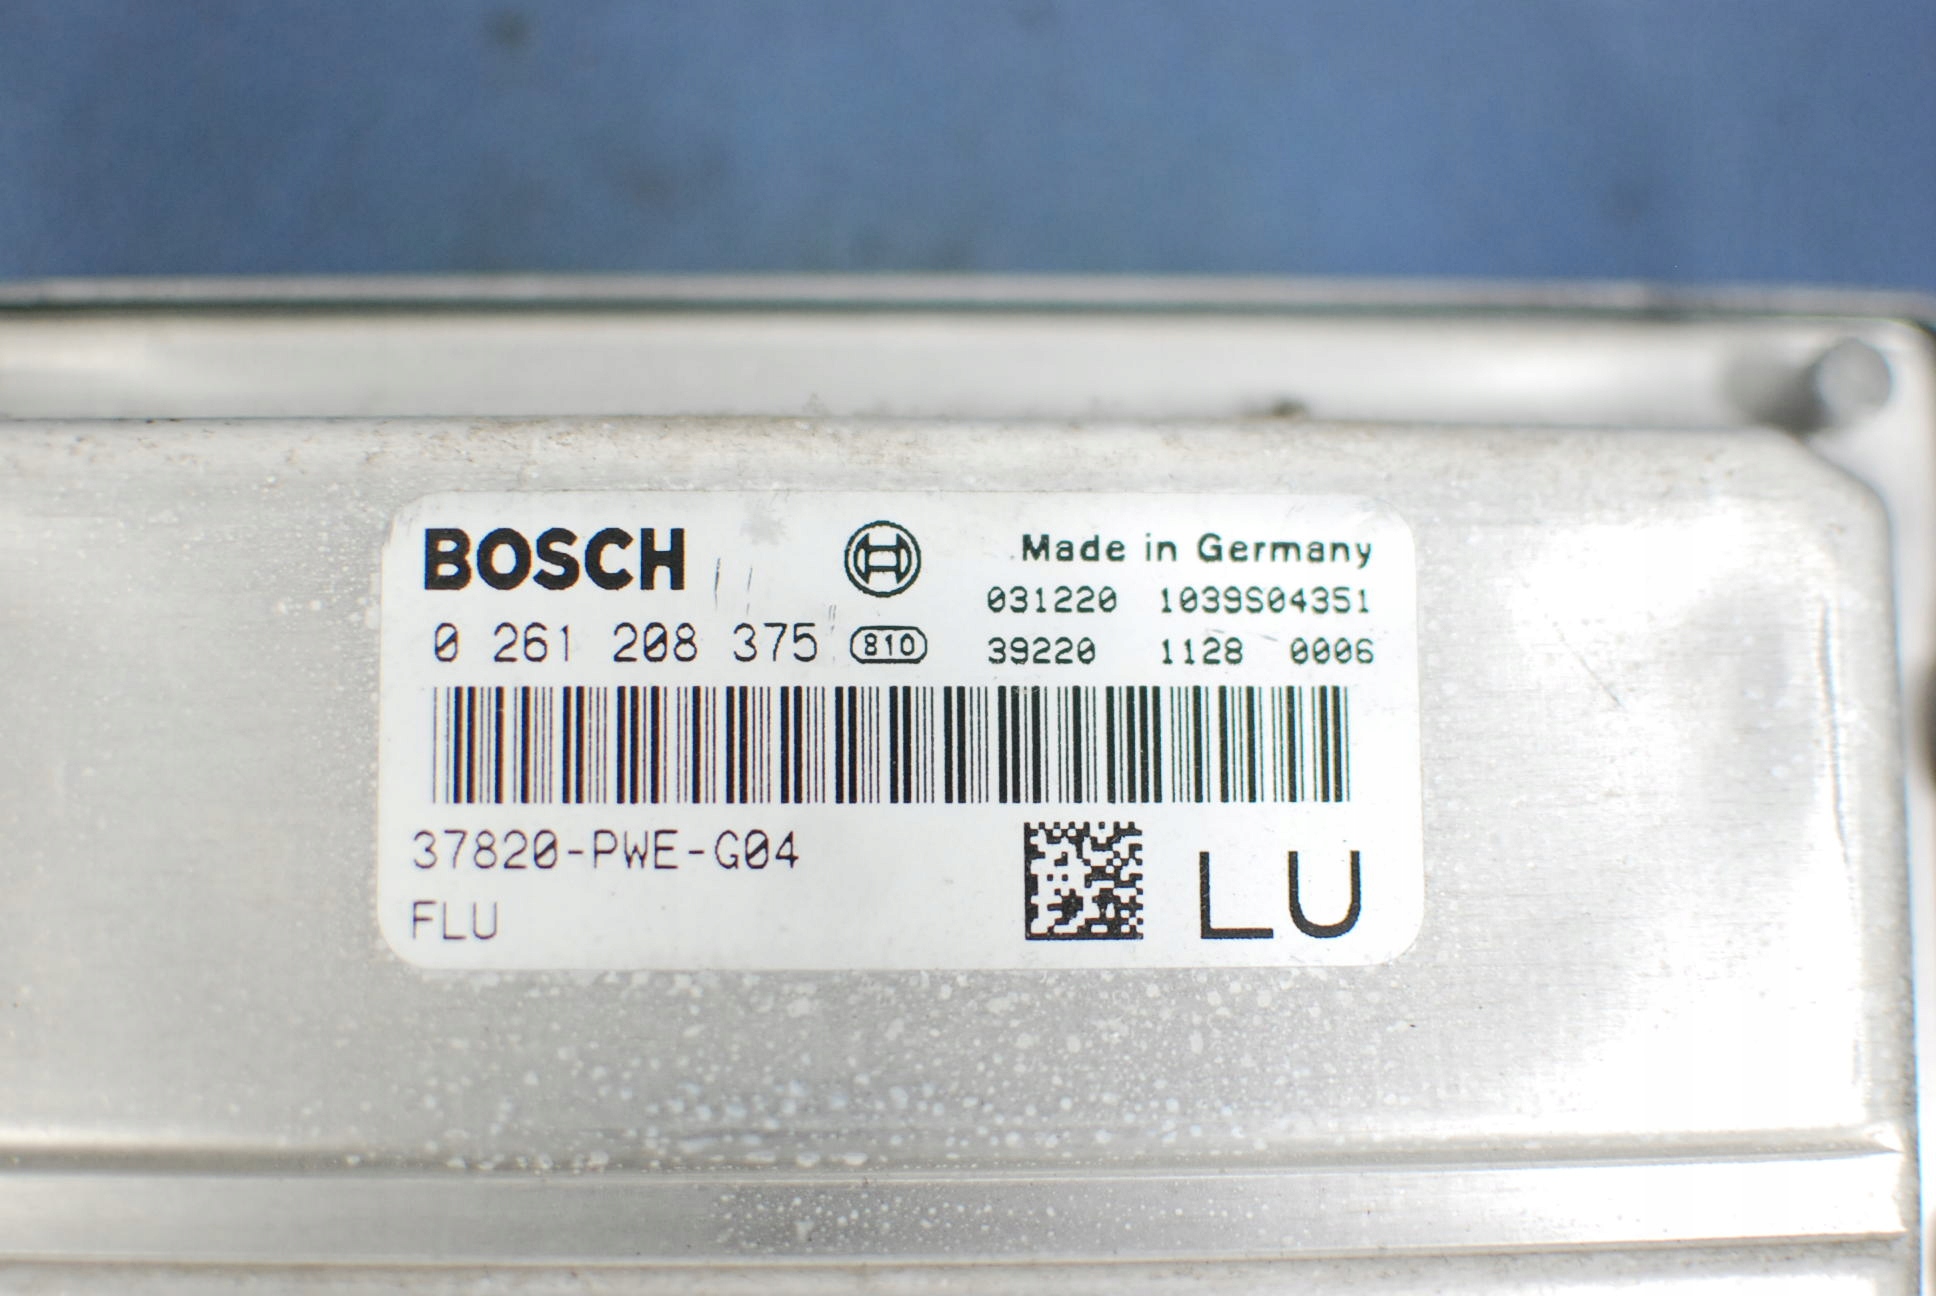 BOSCH
Made in Germany
031220 1039S04351
0 261 208 375 810 39220 1128 0006
37820-PWE-G04
FLU
LU